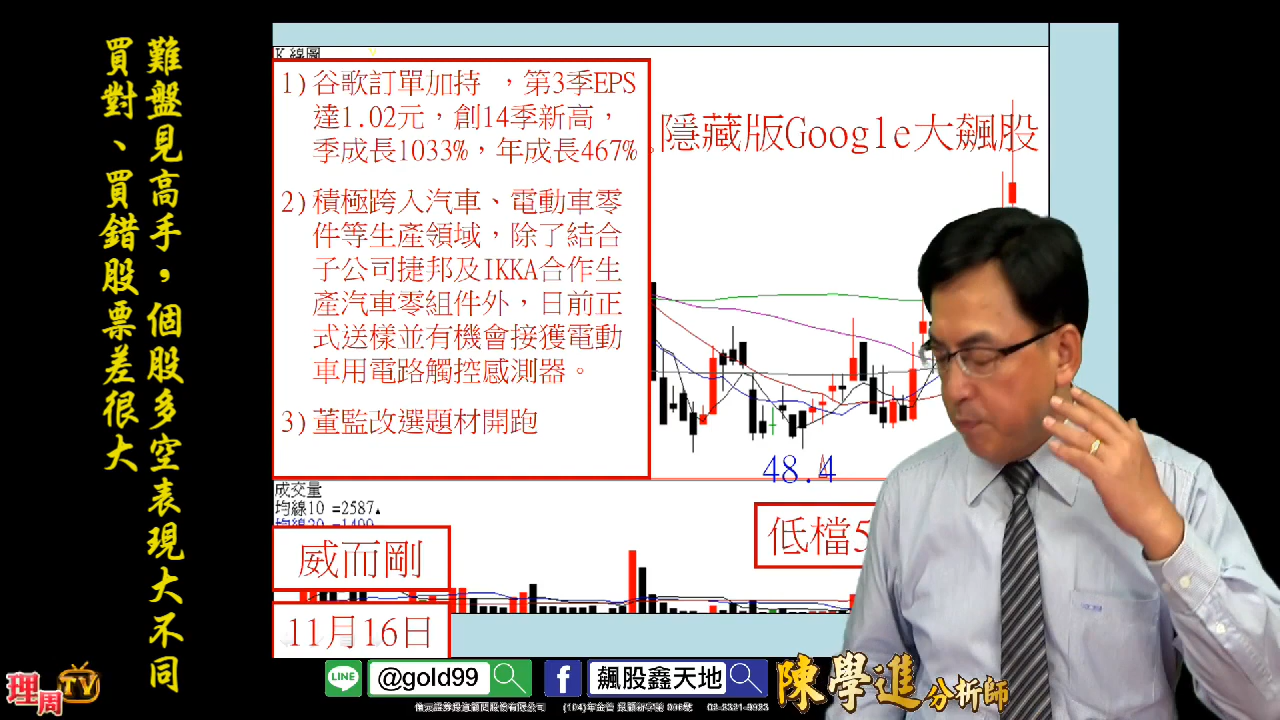 難盤見高手，個股多空表現大不同
買對、買錯股票差很大
K 線圖
1) 谷歌訂單加持 ，第3季EPS
達1.02元，創14季新高，
季成長1033%，年成長467%。
隱藏版Google大飆股
2) 積極跨入汽車、電動車零
件等生產領域，除了結合
子公司捷邦及IKKA合作生
產汽車零組件外，日前正
式送樣並有機會接獲電動
車用電路觸控感測器。
3) 董監改選題材開跑
48.4
成交量
均線10 =2587▲
低檔5
威而剛
11月16日
理周TV
LINE @gold99
f 飆股鑫天地
陳學進分析師